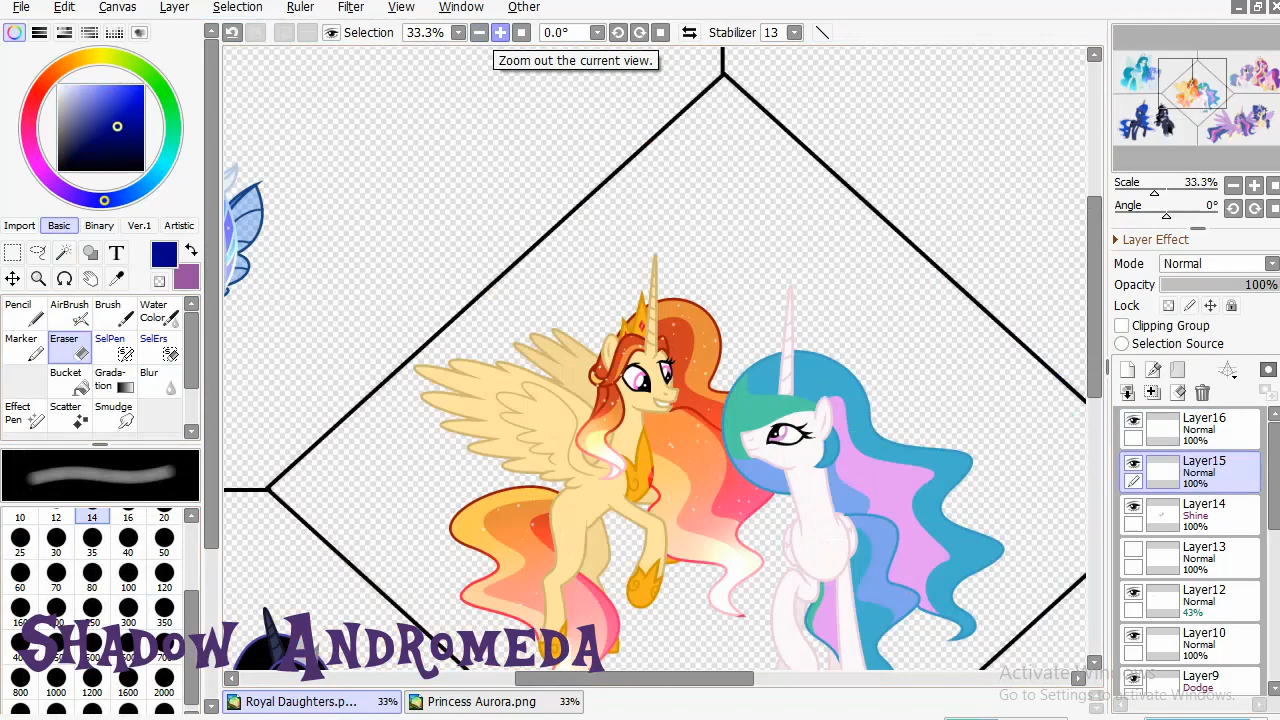 File Edit Canvas Layer Selection Ruler Filter View Window Other
Selection 33.3% 0.0° Stabilizer 13
Zoom out the current view.
Scale 33.3%
Angle 0°
Layer Effect
Mode Normal
Opacity 100%
Lock
Clipping Group
Selection Source
Import Basic Binary Ver.1 Artistic
T
Pencil AirBrush Brush Water Color
Marker Eraser SelPen SelErs
Bucket Gradation Blur
Effect Pen Scatter Smudge
10 12 14 16 20
25 30 35 40 50
60 70 80 100 120
800 1000 1200 1600 2000
Layer16
Normal
100%
Layer15
Normal
100%
Layer14
Shine
100%
Layer13
Normal
100%
Layer12
Normal
43%
Layer10
Normal
100%
Layer9
Dodge
Shadow Andromeda
Activate Windows
Go to Settings to activate Windows.
Royal Daughters.p... 33% Princess Aurora.png 33%